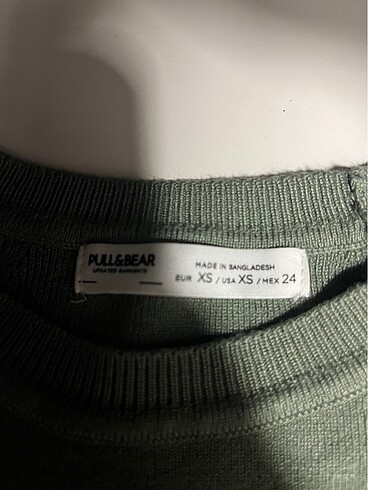 PULL&BEAR
UPDATED GARMENTS
MADE IN BANGLADESH
EUR XS / USA XS / MEX 24